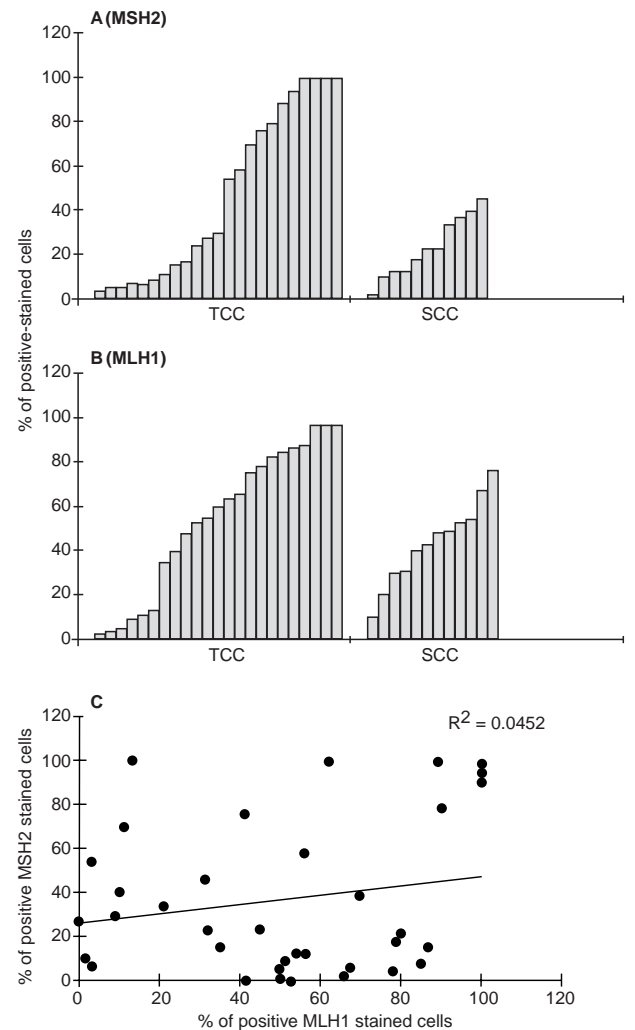 A (MSH2)
120
100
80
60
40
20
0
TCC
SCC
% of positive-stained cells
B (MLH1)
120
100
80
60
40
20
0
TCC
SCC
C
R2 = 0.0452
120
100
80
60
40
20
0
% of positive MSH2 stained cells
0
20
40
60
80
100
120
% of positive MLH1 stained cells